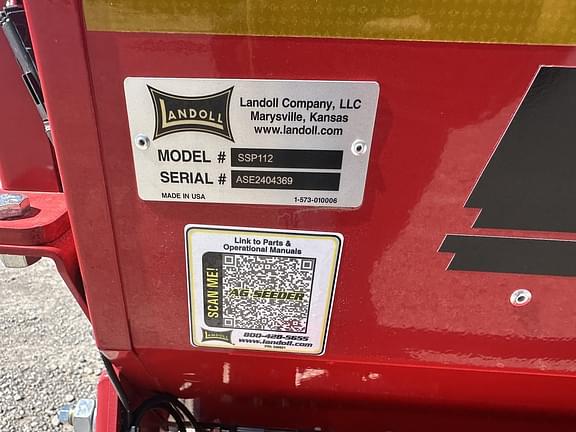 LANDOLL
Landoll Company, LLC
Marysville, Kansas
www.landoll.com
MODEL # SSP112
SERIAL # ASE2404369
MADE IN USA 1-573-010006
Link to Parts &
Operational Manuals
SCAN ME!
AG SEEDER
LANDOLL
800-428-5655
www.landoll.com